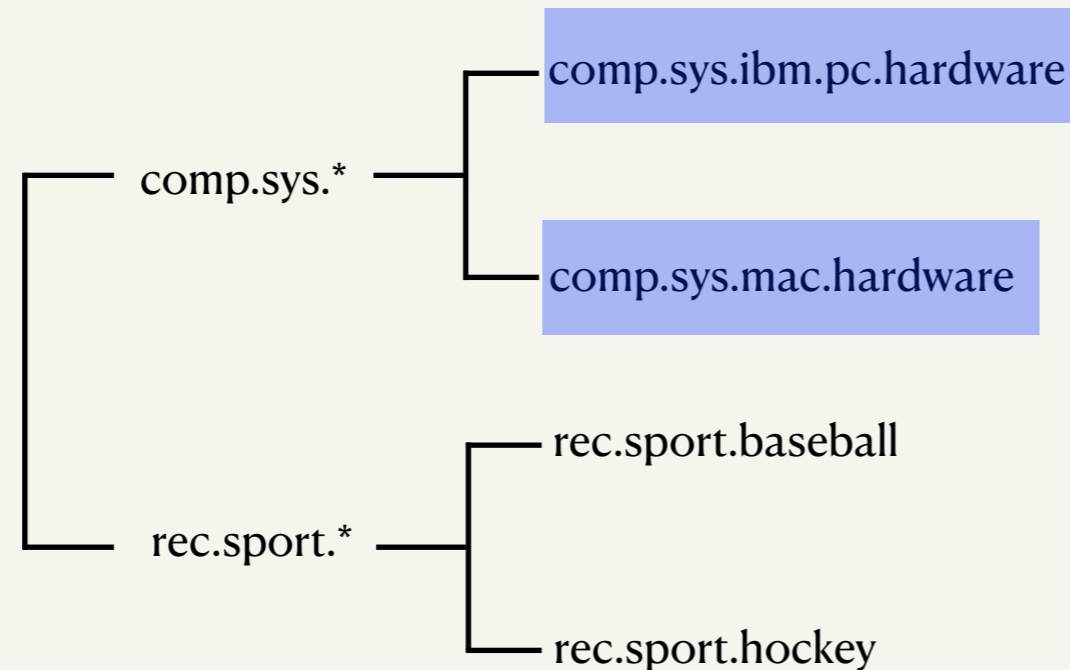 comp.sys.ibm.pc.hardware
comp.sys.*
comp.sys.mac.hardware
rec.sport.baseball
rec.sport.*
rec.sport.hockey